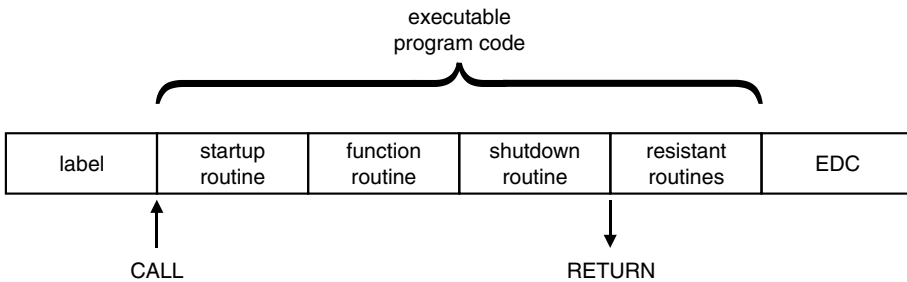 executable
program code
label
startup
routine
function
routine
shutdown
routine
resistant
routines
EDC
CALL
RETURN